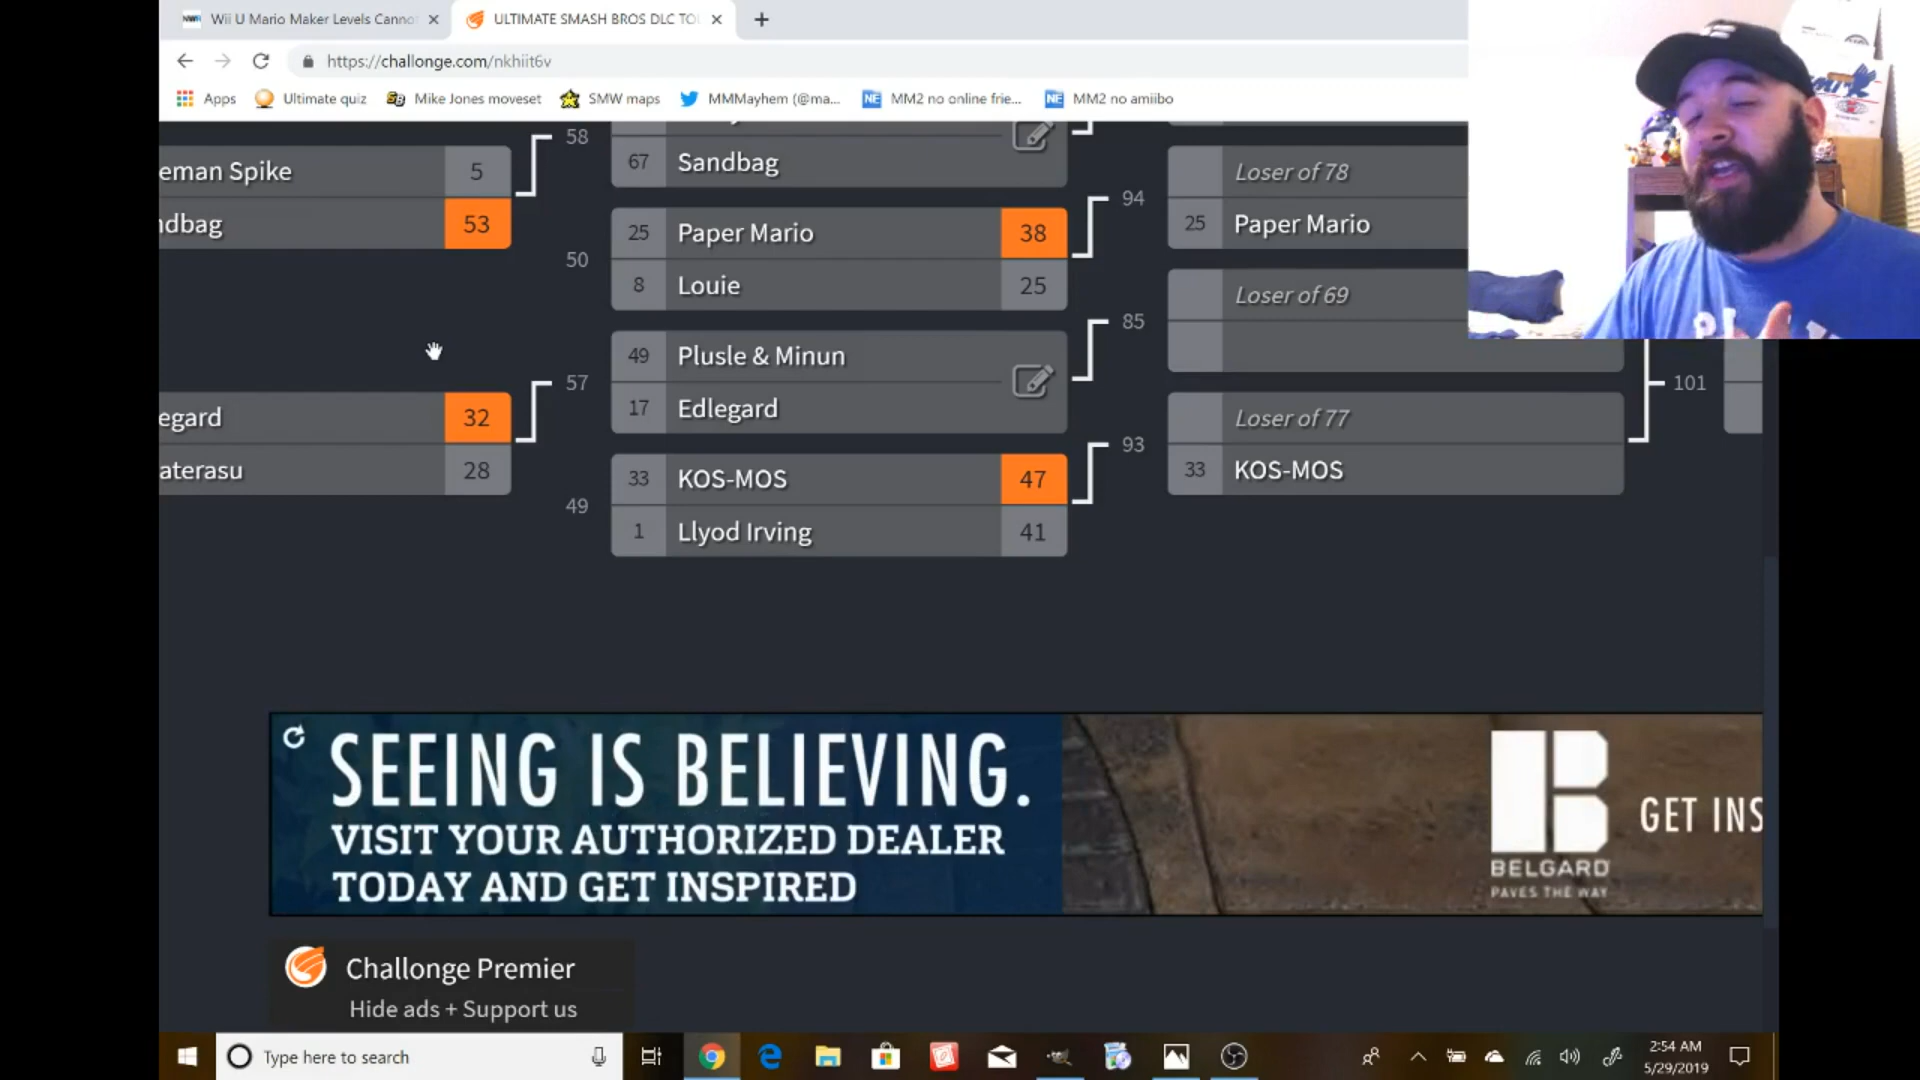 Wii U Mario Maker Levels Canno
ULTIMATE SMASH BROS DLC TO
https://challonge.com/nkhiit6v
Apps
Ultimate quiz
Mike Jones moveset
SMW maps
MMMayhem (@ma...
MM2 no online frie...
MM2 no amiibo
eman Spike 5
ndbag 53
58
67 Sandbag
25 Paper Mario 38
50
8 Louie 25
94
Loser of 78
25 Paper Mario
49 Plusle & Minun
17 Edlegard
85
Loser of 69
egard 32
aterasu 28
57
33 KOS-MOS 47
49
1 Llyod Irving 41
93
Loser of 77
33 KOS-MOS
101
SEEING IS BELIEVING.
VISIT YOUR AUTHORIZED DEALER
TODAY AND GET INSPIRED
BELGARD
PAVES THE WAY
GET INS
Challonge Premier
Hide ads + Support us
Type here to search
2:54 AM
5/29/2019